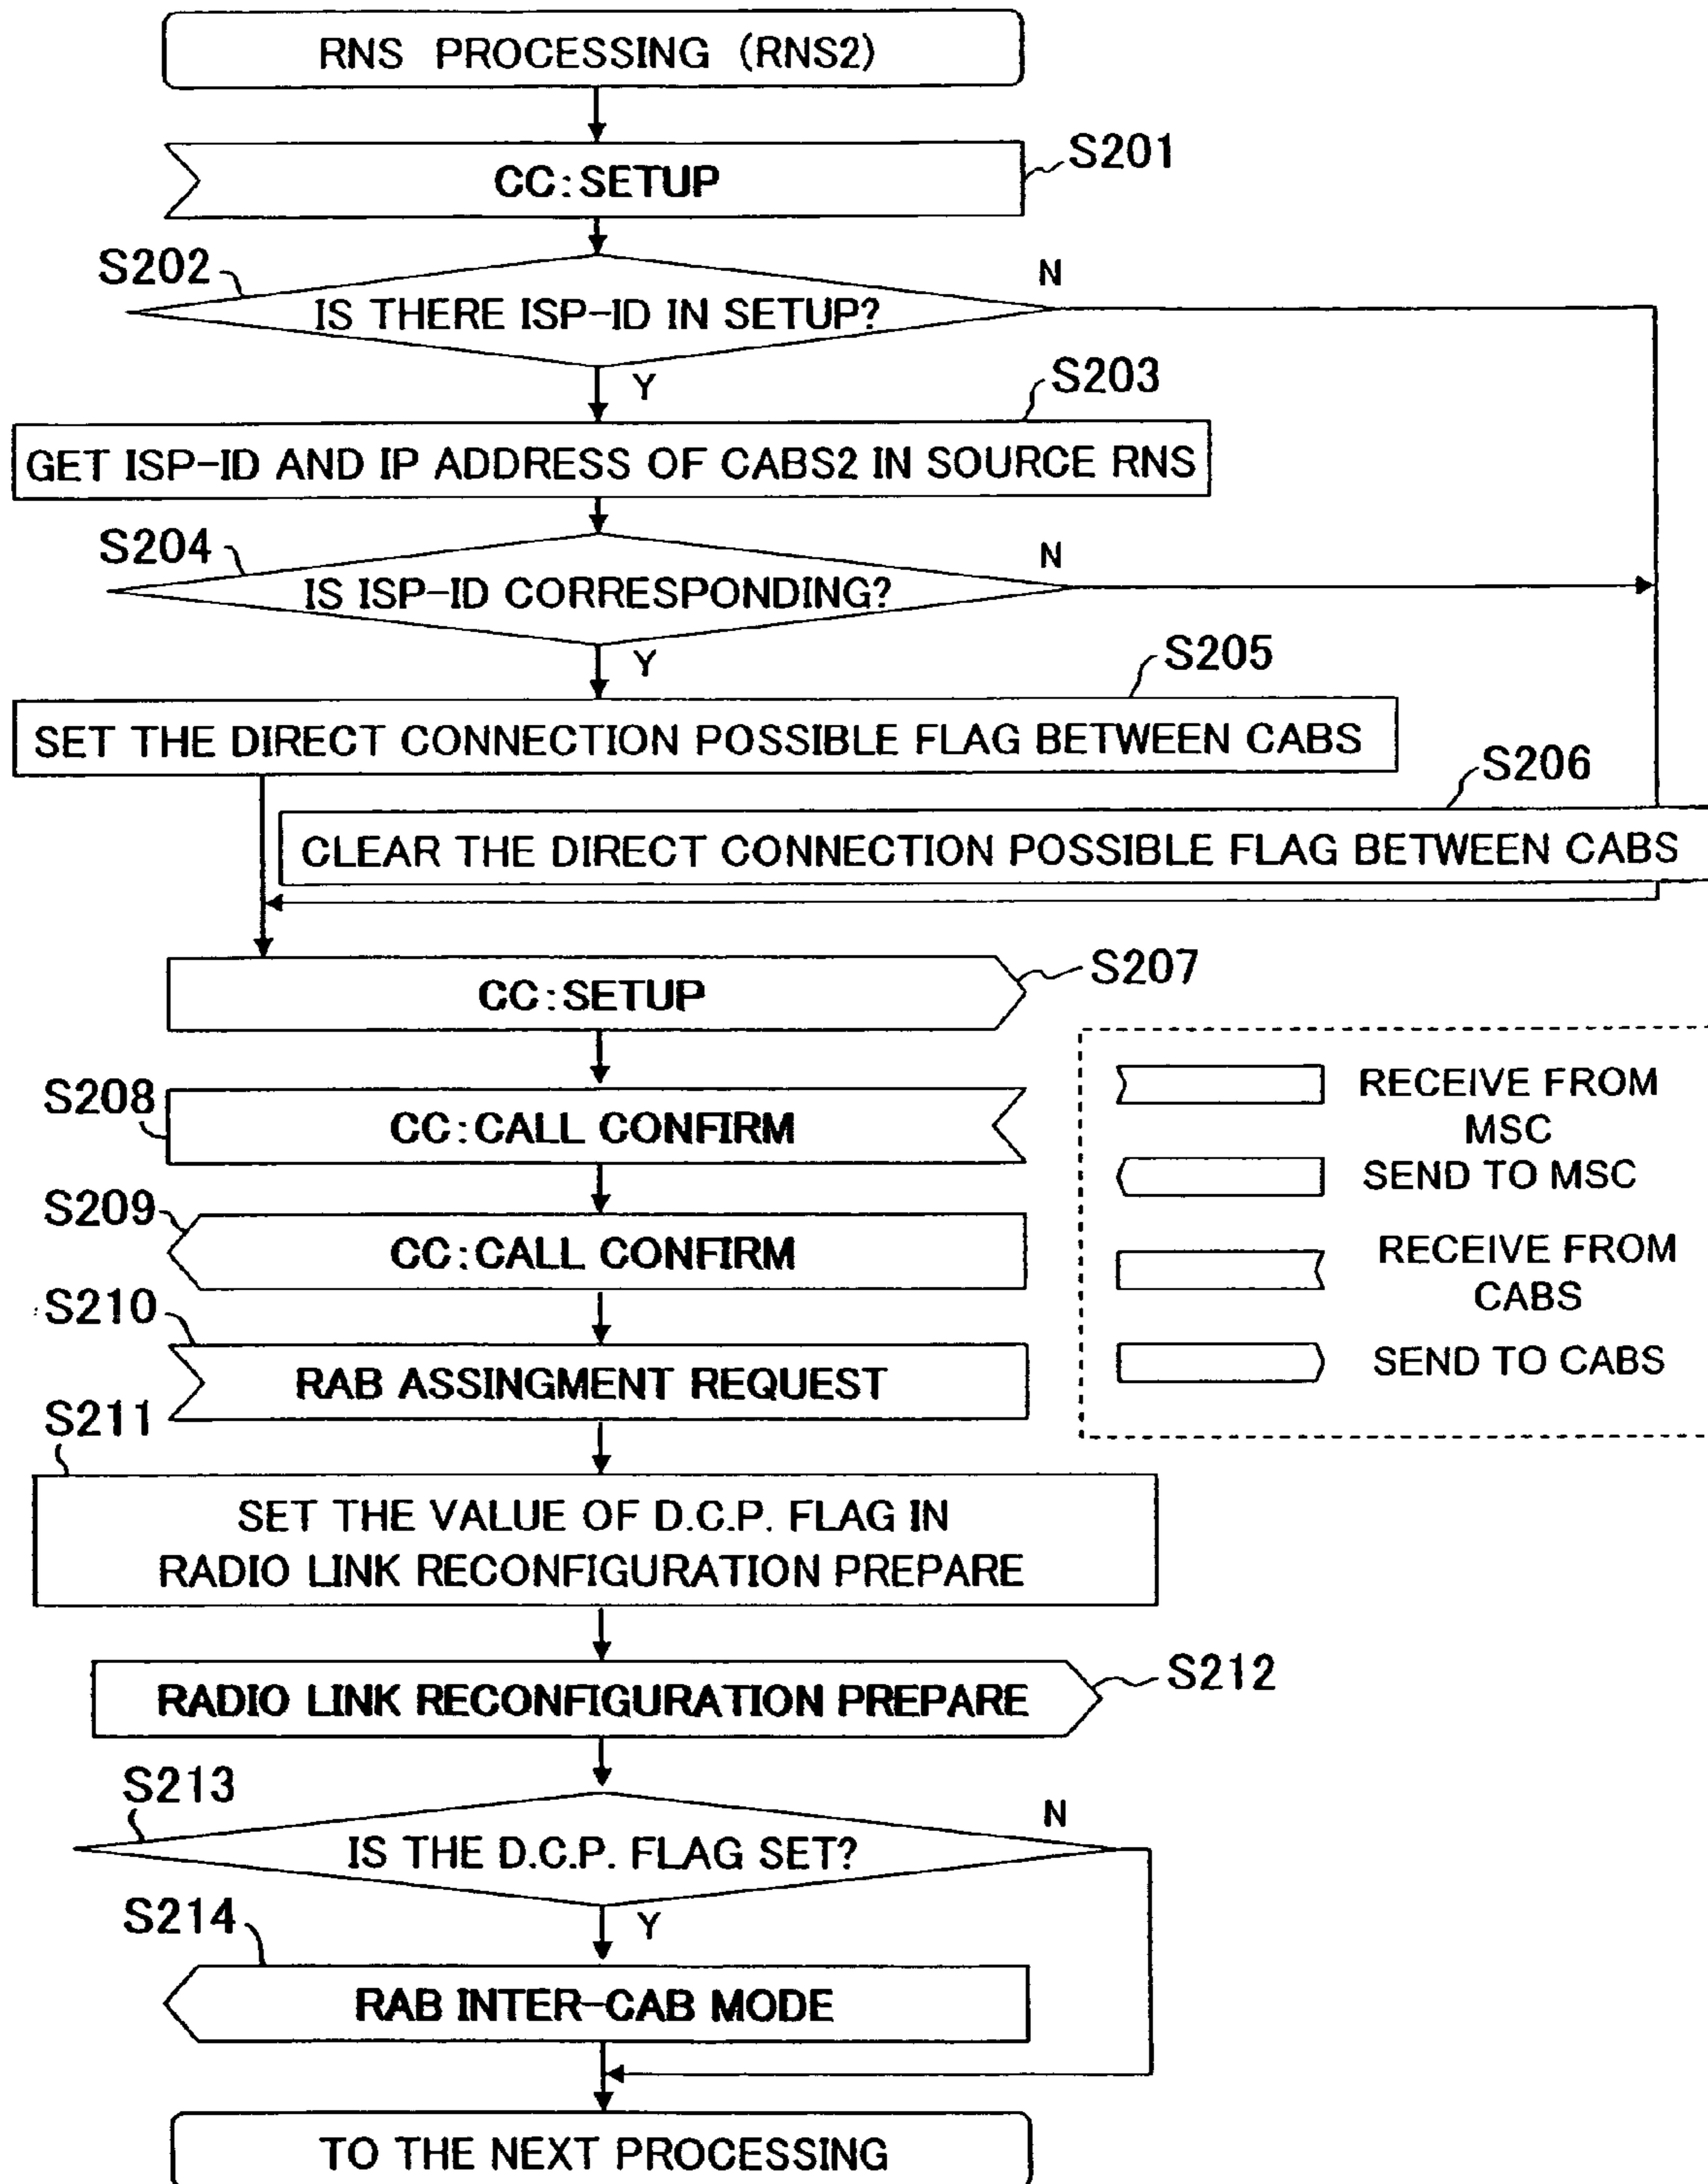 RNS PROCESSING (RNS2)
S201
CC:SETUP
S202
N
IS THERE ISP-ID IN SETUP?
Y
S203
GET ISP-ID AND IP ADDRESS OF CABS2 IN SOURCE RNS
S204
N
IS ISP-ID CORRESPONDING?
Y
S205
SET THE DIRECT CONNECTION POSSIBLE FLAG BETWEEN CABS
S206
CLEAR THE DIRECT CONNECTION POSSIBLE FLAG BETWEEN CABS
S207
CC:SETUP
S208
CC:CALL CONFIRM
S209
CC:CALL CONFIRM
S210
RAB ASSINGMENT REQUEST
S211
SET THE VALUE OF D.C.P. FLAG IN
RADIO LINK RECONFIGURATION PREPARE
RADIO LINK RECONFIGURATION PREPARE
S212
S213
N
IS THE D.C.P. FLAG SET?
Y
S214
RAB INTER-CAB MODE
TO THE NEXT PROCESSING
RECEIVE FROM
MSC
SEND TO MSC
RECEIVE FROM
CABS
SEND TO CABS